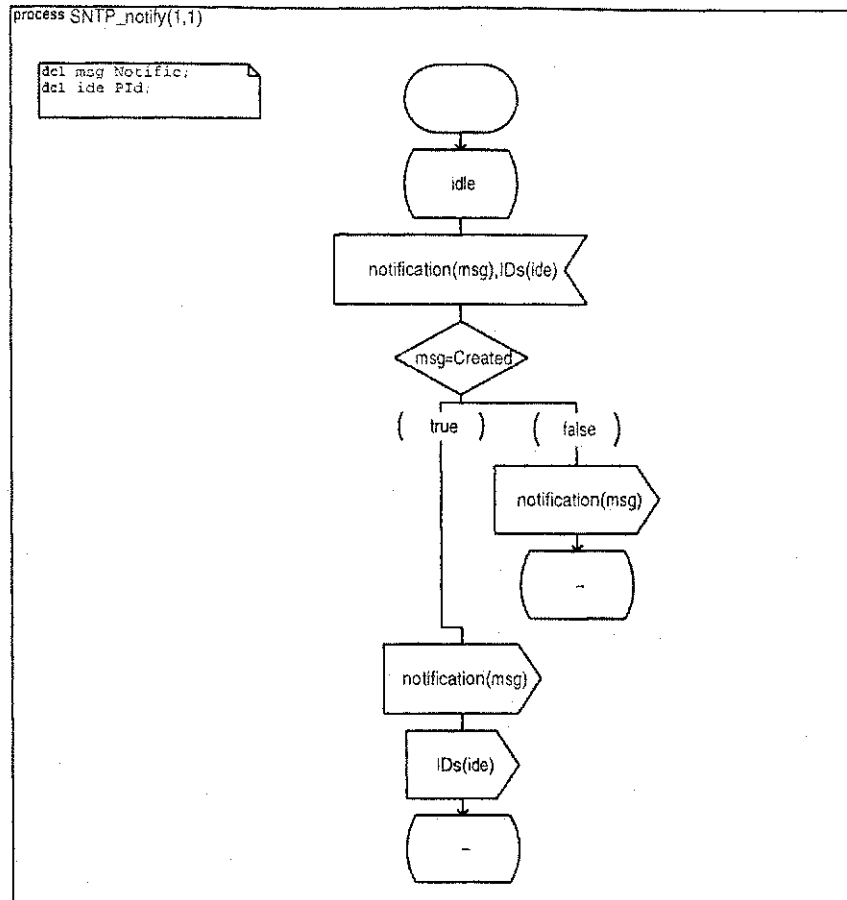 process SNTP_notify(1,1)
dcl msg Notific;
dcl ide PId;
idle
notification(msg),IDs(ide)
msg=Created
( true )
( false )
notification(msg)
-
notification(msg)
IDs(ide)
-